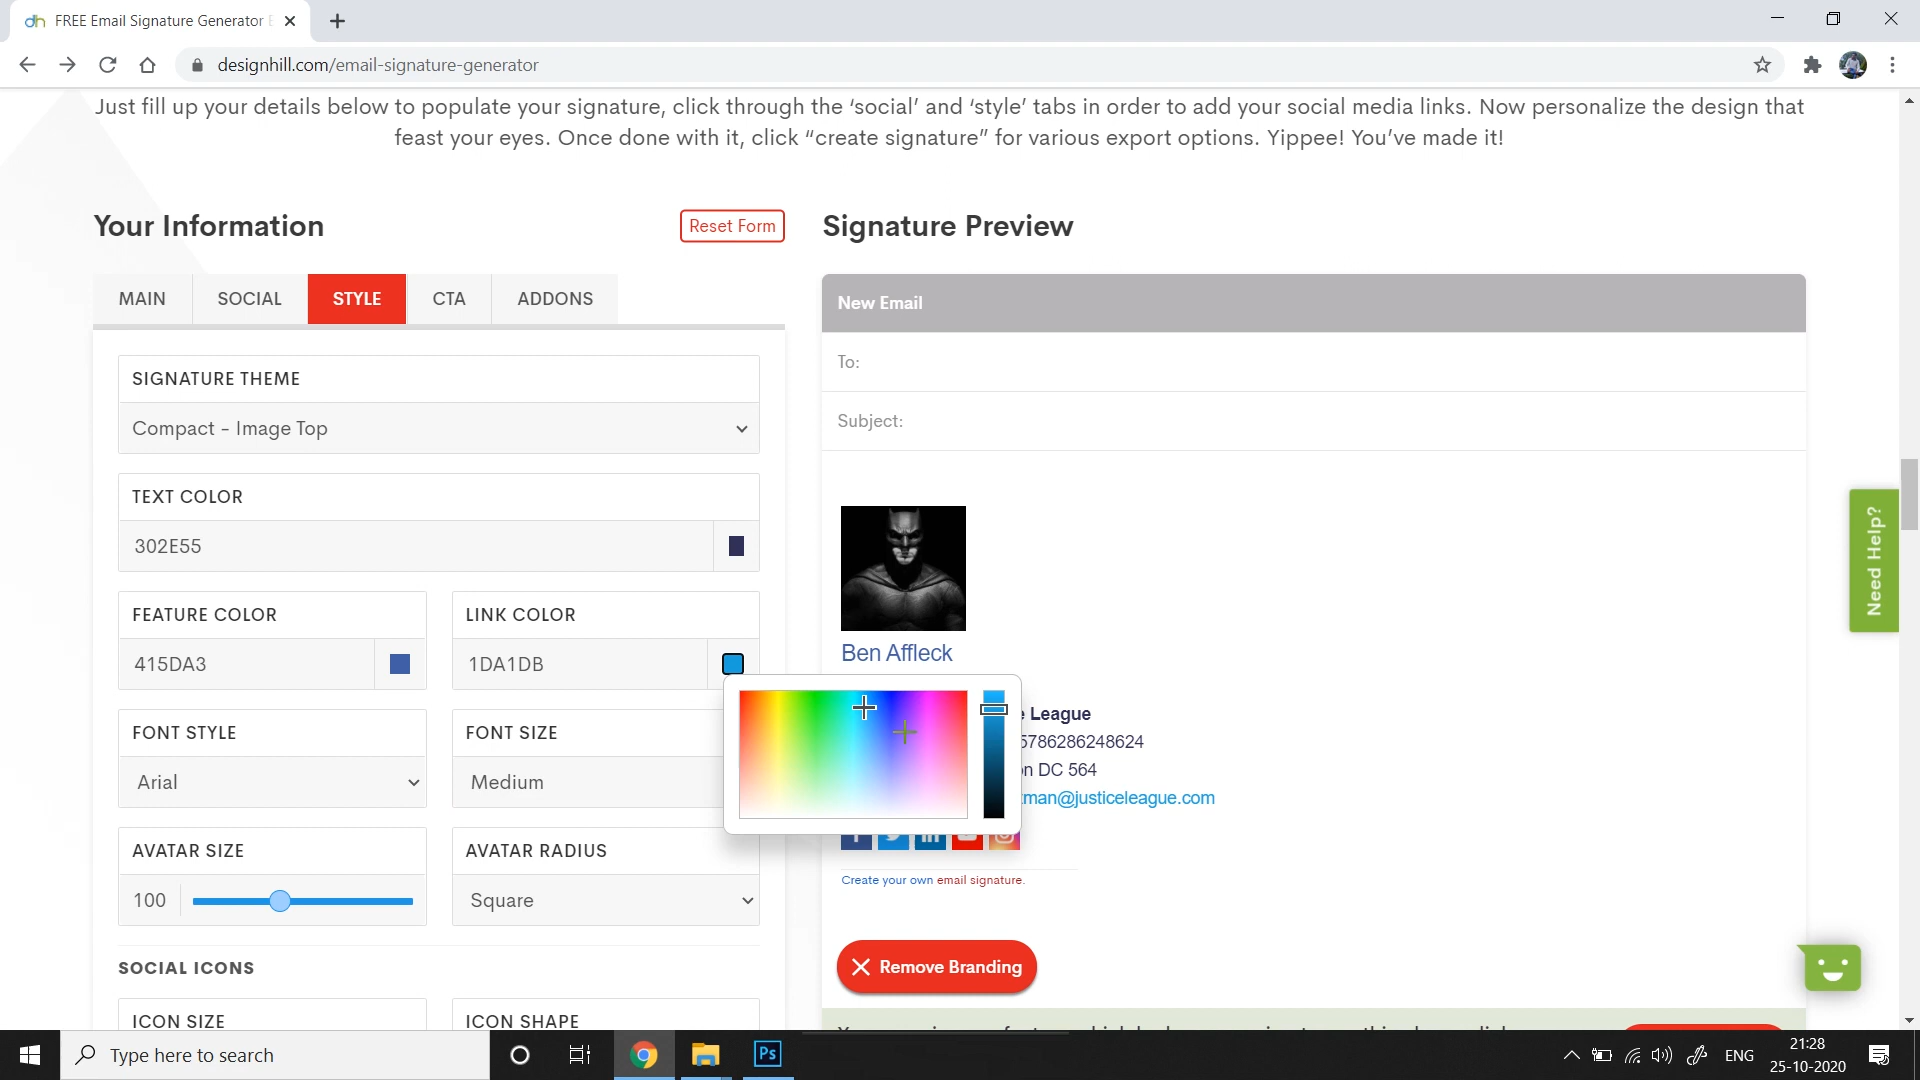 FREE Email Signature Generator
designhill.com/email-signature-generator
Just fill up your details below to populate your signature, click through the ‘social’ and ‘style’ tabs in order to add your social media links. Now personalize the design that
feast your eyes. Once done with it, click “create signature” for various export options. Yippee! You’ve made it!
Your Information
Reset Form
Signature Preview
MAIN
SOCIAL
STYLE
CTA
ADDONS
New Email
To:
Subject:
SIGNATURE THEME
Compact - Image Top
TEXT COLOR
302E55
FEATURE COLOR
LINK COLOR
415DA3
1DA1DB
FONT STYLE
FONT SIZE
Arial
Medium
AVATAR SIZE
AVATAR RADIUS
100
Square
SOCIAL ICONS
ICON SIZE
ICON SHAPE
Ben Affleck
League
5786286248624
DC 564
man@justiceleague.com
Create your own email signature.
Remove Branding
Need Help?
Type here to search
Ps
ENG
21:28
25-10-2020